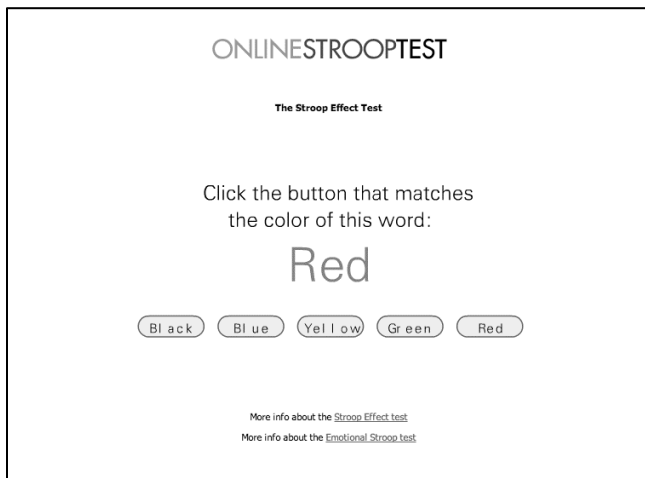 ONLINESTROOPTEST
The Stroop Effect Test
Click the button that matches
the color of this word:
Red
Black Blue Yellow Green Red
More info about the Stroop Effect test
More info about the Emotional Stroop test